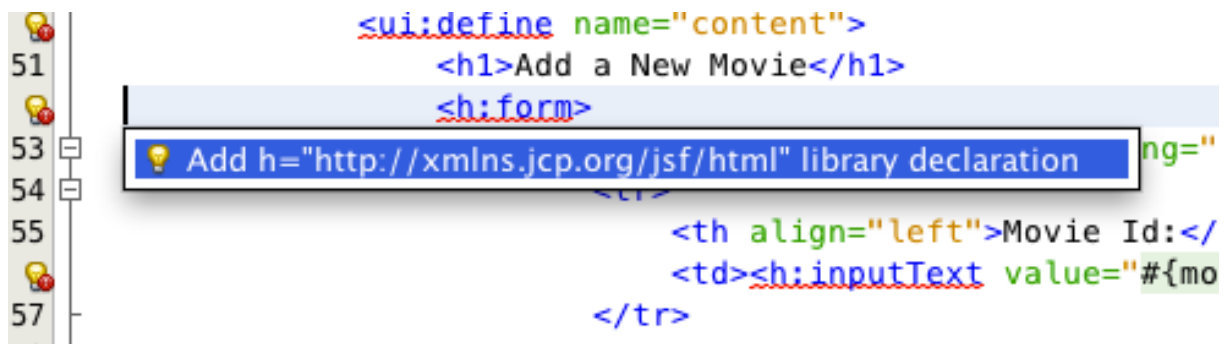 <ui:define name="content">
51 <h1>Add a New Movie</h1>
<h:form>
53 ng="
Add h="http://xmlns.jcp.org/jsf/html" library declaration
54 <tr>
55 <th align="left">Movie Id:</
<td><h:inputText value="#{mo
57 </tr>